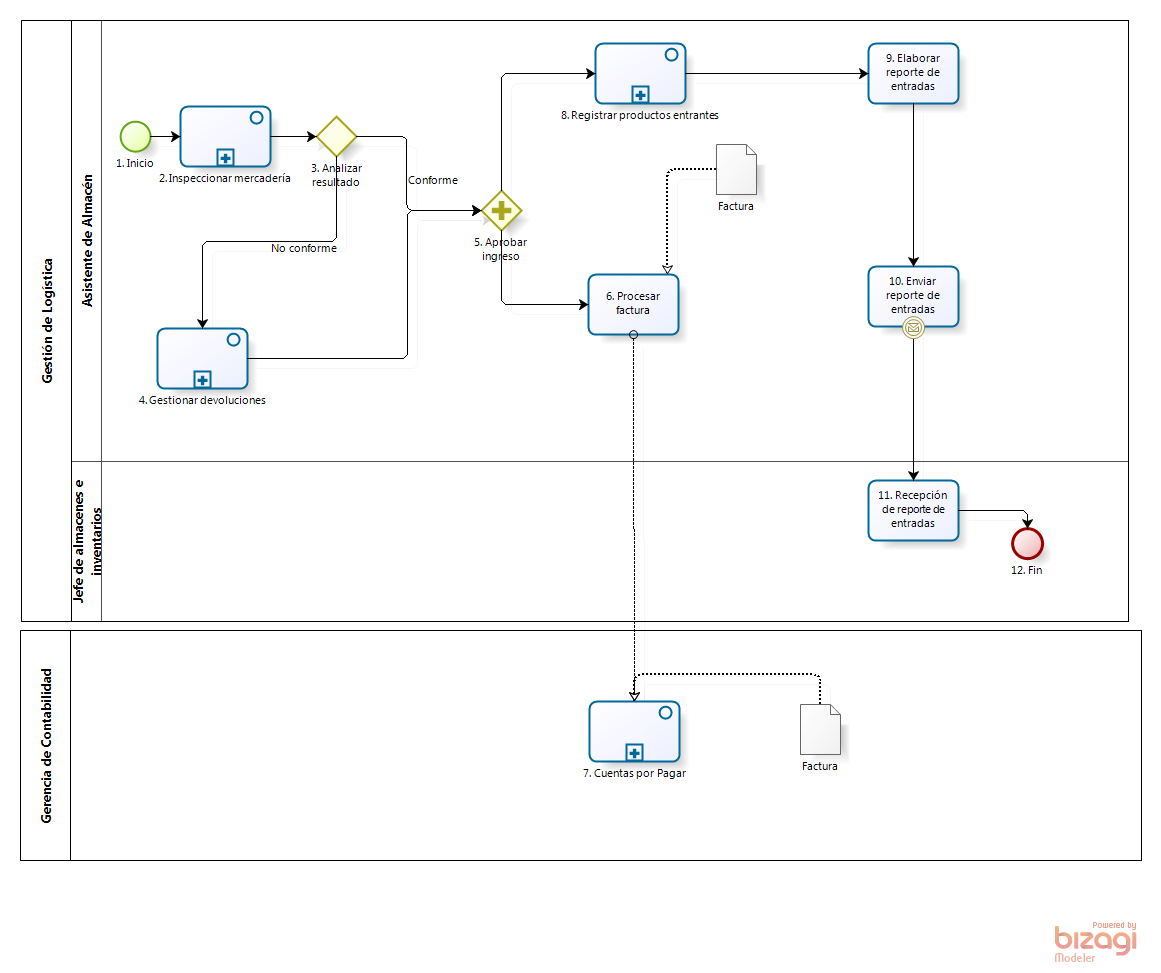 Gestión de Logística
Asistente de Almacén
1. Inicio
2. Inspeccionar mercadería
3. Analizar
resultado
Conforme
No conforme
4. Gestionar devoluciones
5. Aprobar
ingreso
8. Registrar productos entrantes
9. Elaborar
reporte de
entradas
Factura
6. Procesar
factura
10. Enviar
reporte de
entradas
Jefe de almacenes e
inventarios
11. Recepción
de reporte de
entradas
12. Fin
Gerencia de Contabilidad
7. Cuentas por Pagar
Factura
Powered by
bizagi
Modeler